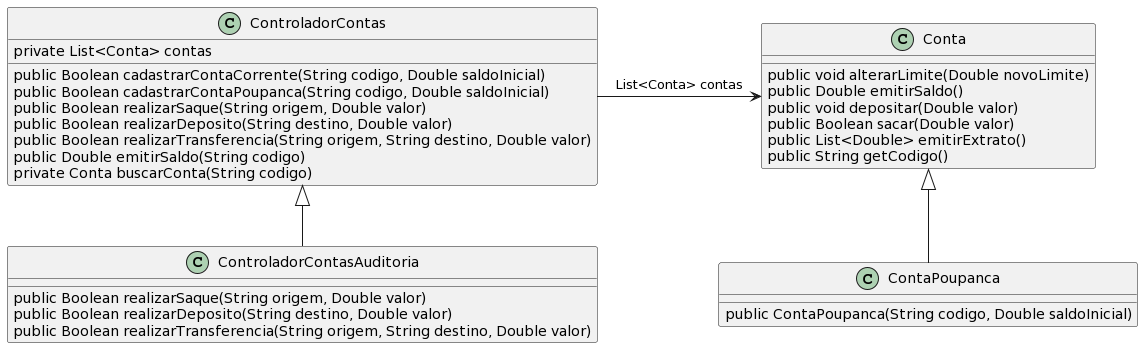 C ControladorContas
private List<Conta> contas
public Boolean cadastrarContaCorrente(String codigo, Double saldoInicial)
public Boolean cadastrarContaPoupanca(String codigo, Double saldoInicial)
public Boolean realizarSaque(String origem, Double valor)
public Boolean realizarDeposito(String destino, Double valor)
public Boolean realizarTransferencia(String origem, String destino, Double valor)
public Double emitirSaldo(String codigo)
private Conta buscarConta(String codigo)
List<Conta> contas
C Conta
public void alterarLimite(Double novoLimite)
public Double emitirSaldo()
public void depositar(Double valor)
public Boolean sacar(Double valor)
public List<Double> emitirExtrato()
public String getCodigo()
C ControladorContasAuditoria
public Boolean realizarSaque(String origem, Double valor)
public Boolean realizarDeposito(String destino, Double valor)
public Boolean realizarTransferencia(String origem, String destino, Double valor)
C ContaPoupanca
public ContaPoupanca(String codigo, Double saldoInicial)